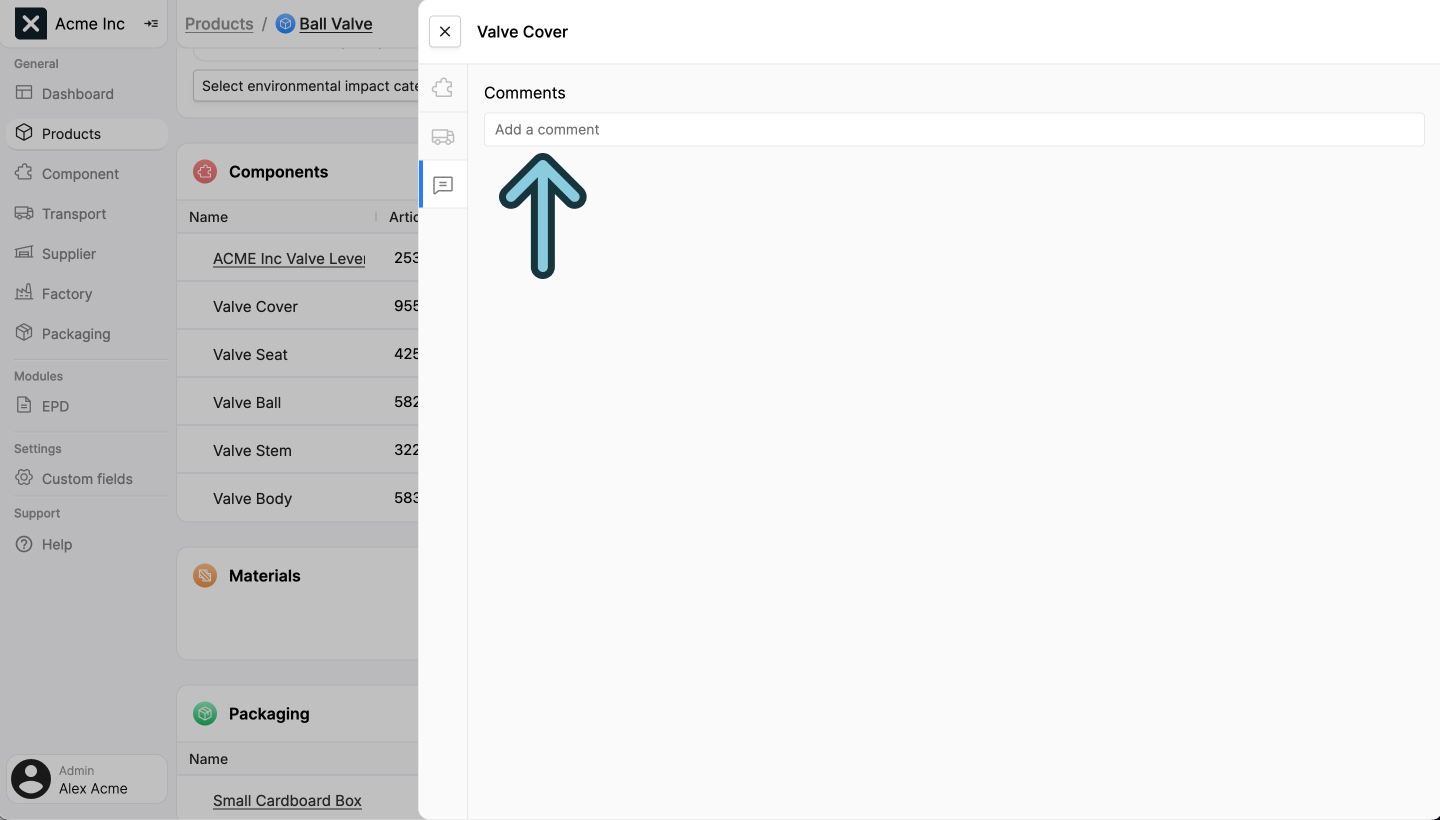 Acme Inc
General
Dashboard
Products
Component
Transport
Supplier
Factory
Packaging
Modules
EPD
Settings
Custom fields
Support
Help
Admin
Alex Acme
Products / Ball Valve
Select environmental impact cate
Components
Name Artic
ACME Inc Valve Lever 253
Valve Cover 955
Valve Seat 425
Valve Ball 582
Valve Stem 322
Valve Body 583
Materials
Packaging
Name
Small Cardboard Box
Valve Cover
Comments
Add a comment